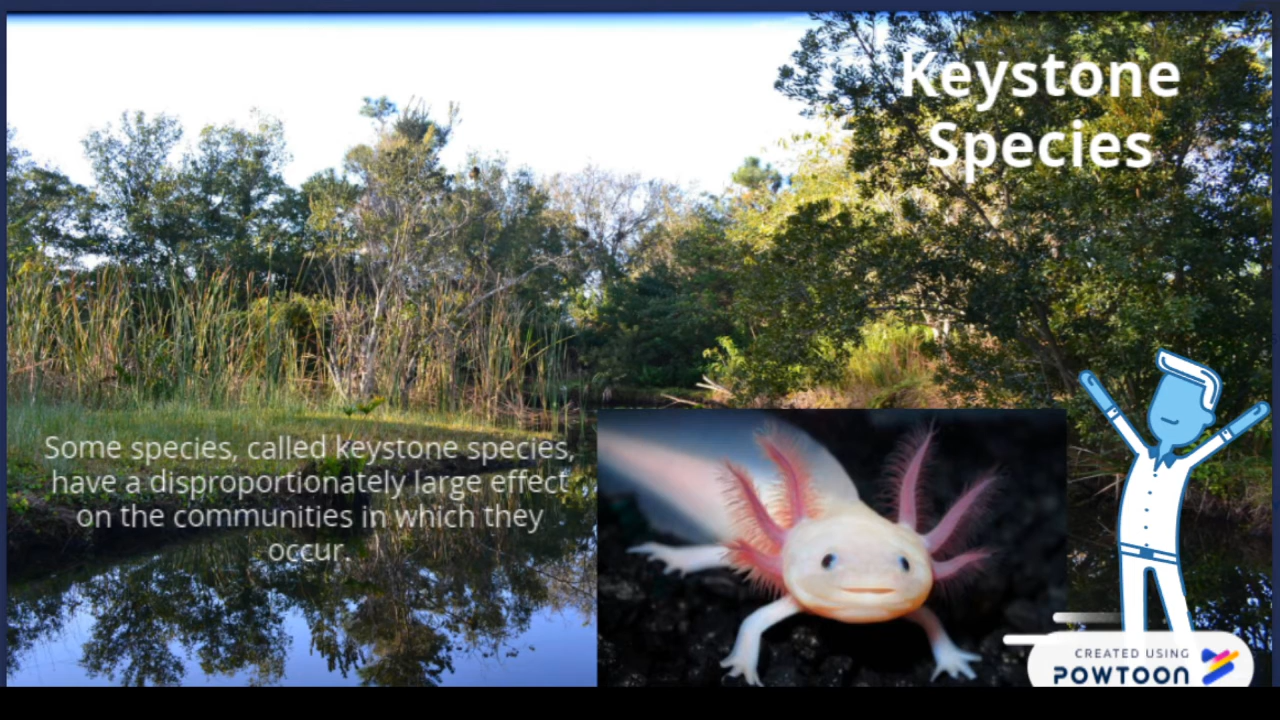 Keystone
Species
Some species, called keystone species,
have a disproportionately large effect
on the communities in which they
occur.
CREATED USING
POWTOON